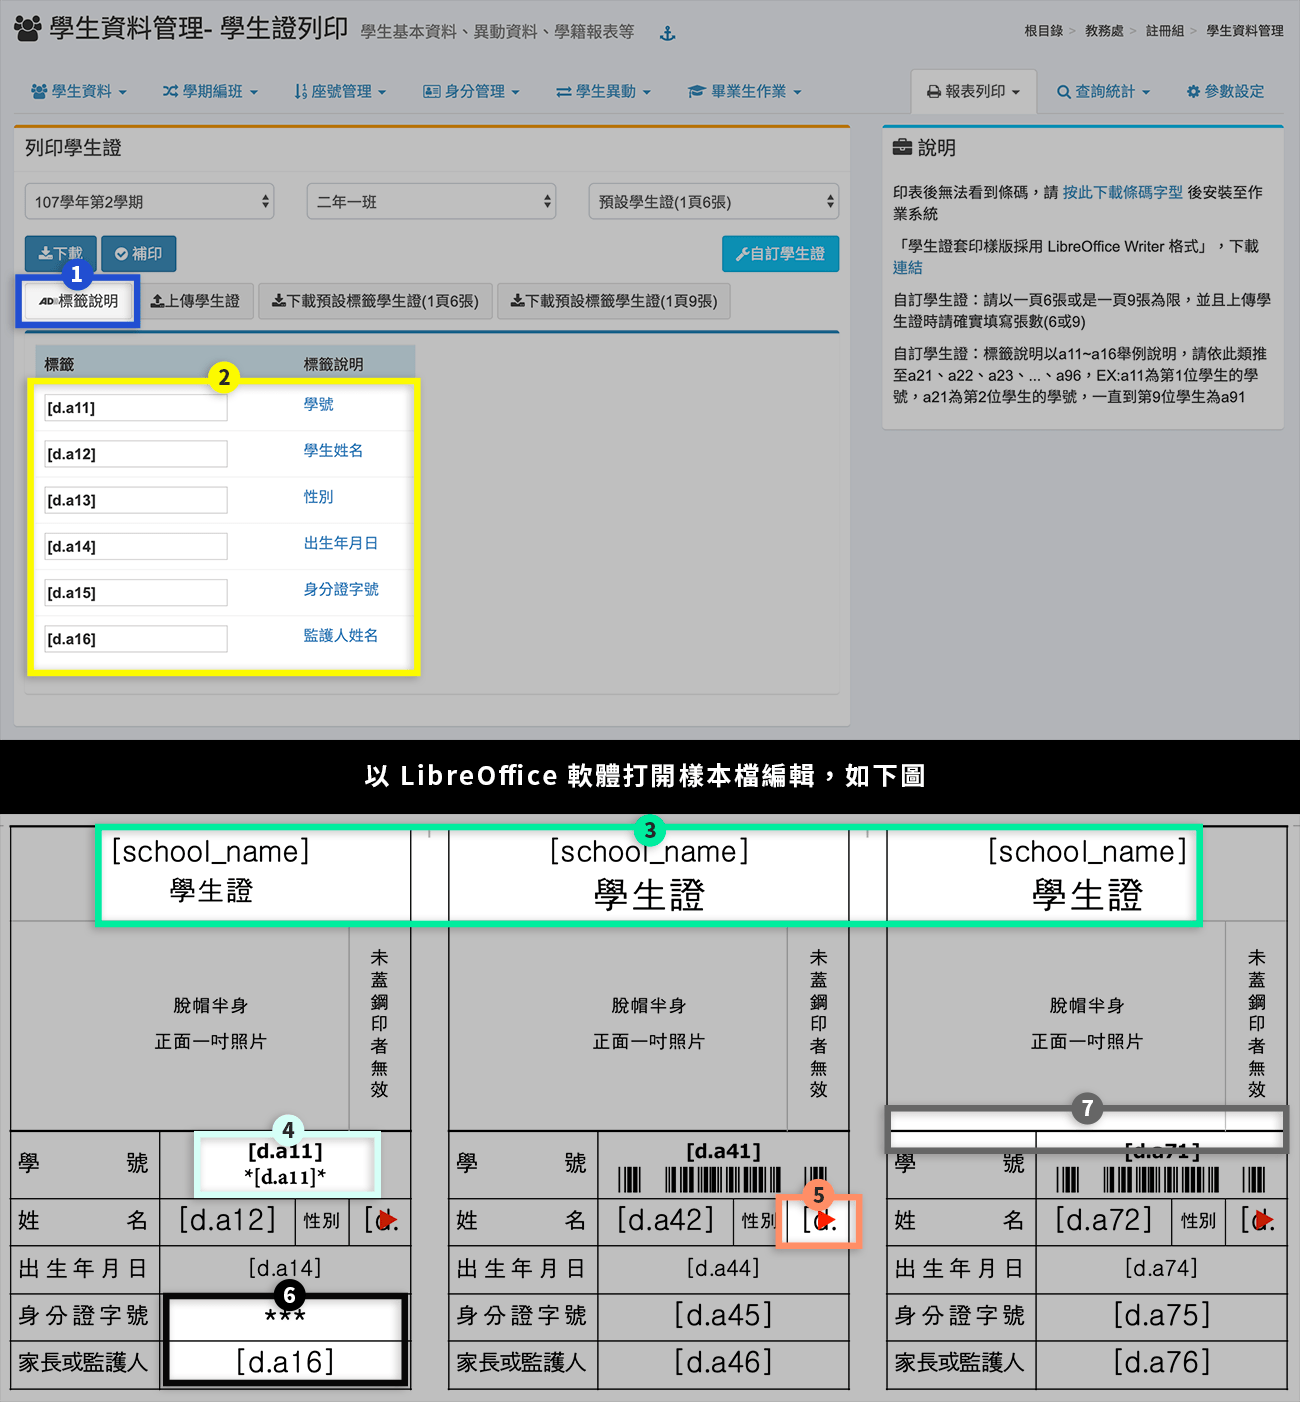 學生資料管理- 學生證列印 學生基本資料、異動資料、學籍報表等
根目錄 > 教務處 > 註冊組 > 學生資料管理
學生資料 學期編班 座號管理 身分管理 學生異動 畢業生作業 報表列印 查詢統計 參數設定
列印學生證
107學年第2學期 二年一班 預設學生證(1頁6張)
下載 補印 自訂學生證
1
AD 標籤說明 上傳學生證 下載預設標籤學生證(1頁6張) 下載預設標籤學生證(1頁9張)
標籤 標籤說明
2
[d.a11] 學號
[d.a12] 學生姓名
[d.a13] 性別
[d.a14] 出生年月日
[d.a15] 身分證字號
[d.a16] 監護人姓名
說明
印表後無法看到條碼，請 按此下載條碼字型 後安裝至作
業系統
「學生證套印樣版採用 LibreOffice Writer 格式」，下載
連結
自訂學生證：請以一頁6張或是一頁9張為限，並且上傳學
生證時請確實填寫張數(6或9)
自訂學生證：標籤說明以a11~a16舉例說明，請依此類推
至a21、a22、a23、...、a96，EX:a11為第1位學生的學
號，a21為第2位學生的學號，一直到第9位學生為a91
以 LibreOffice 軟體打開樣本檔編輯，如下圖
3
[school_name] [school_name] [school_name]
學生證 學生證 學生證
脫帽半身
正面一吋照片
未蓋鋼印者無效
4
學 號 [d.a11]
*[d.a11]*
姓 名 [d.a12] 性別 [d.
出生年月日 [d.a14]
6
身分證字號 ***
家長或監護人 [d.a16]
脫帽半身
正面一吋照片
未蓋鋼印者無效
學 號 [d.a41]
5
姓 名 [d.a42] 性別 [d.
出生年月日 [d.a44]
身分證字號 [d.a45]
家長或監護人 [d.a46]
脫帽半身
正面一吋照片
未蓋鋼印者無效
7
學 號 [d.a71]
姓 名 [d.a72] 性別 [d.
出生年月日 [d.a74]
身分證字號 [d.a75]
家長或監護人 [d.a76]